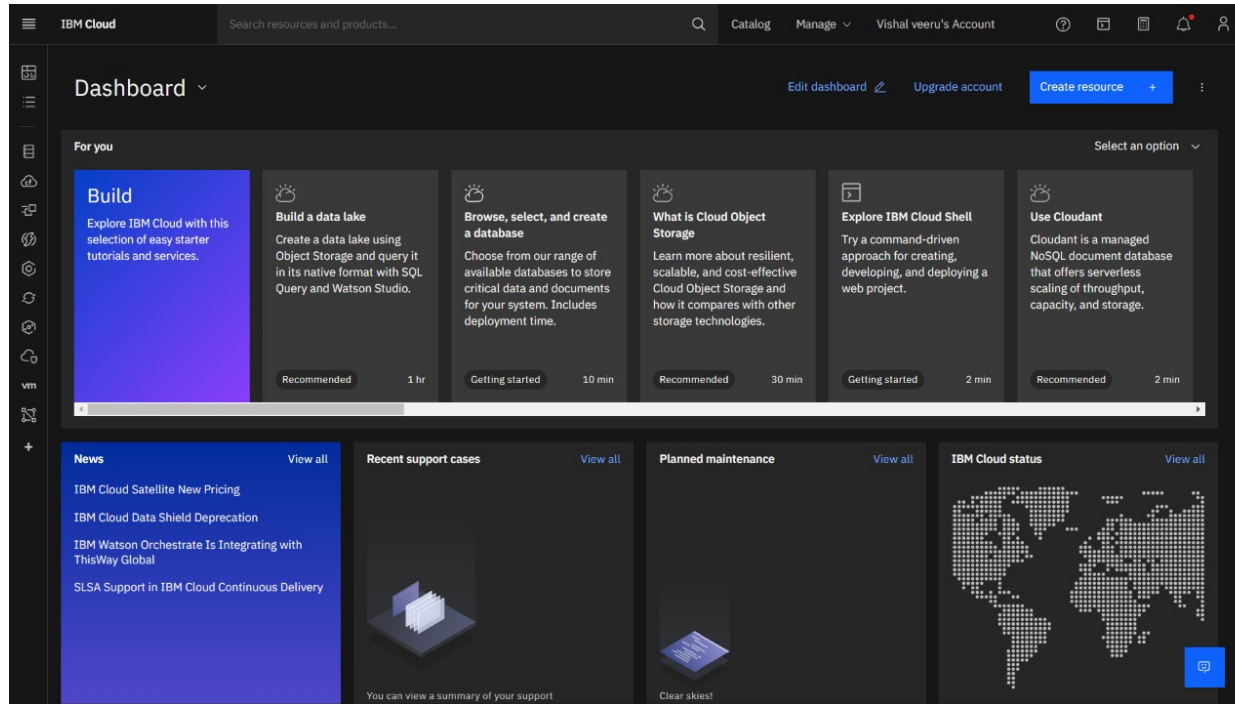 IBM Cloud
Search resources and products...
Catalog
Manage
Vishal veeru's Account
Dashboard
Edit dashboard
Upgrade account
Create resource +
For you
Select an option
Build
Explore IBM Cloud with this
selection of easy starter
tutorials and services.
Build a data lake
Create a data lake using
Object Storage and query it
in its native format with SQL
Query and Watson Studio.
Recommended
1 hr
Browse, select, and create
a database
Choose from our range of
available databases to store
critical data and documents
for your system. Includes
deployment time.
Getting started
10 min
What is Cloud Object
Storage
Learn more about resilient,
scalable, and cost-effective
Cloud Object Storage and
how it compares with other
storage technologies.
Recommended
30 min
Explore IBM Cloud Shell
Try a command-driven
approach for creating,
developing, and deploying a
web project.
Getting started
2 min
Use Cloudant
Cloudant is a managed
NoSQL document database
that offers serverless
scaling of throughput,
capacity, and storage.
Recommended
2 min
vm
News
View all
IBM Cloud Satellite New Pricing
IBM Cloud Data Shield Deprecation
IBM Watson Orchestrate Is Integrating with
ThisWay Global
SLSA Support in IBM Cloud Continuous Delivery
Recent support cases
View all
You can view a summary of your support
Planned maintenance
View all
Clear skies!
IBM Cloud status
View all